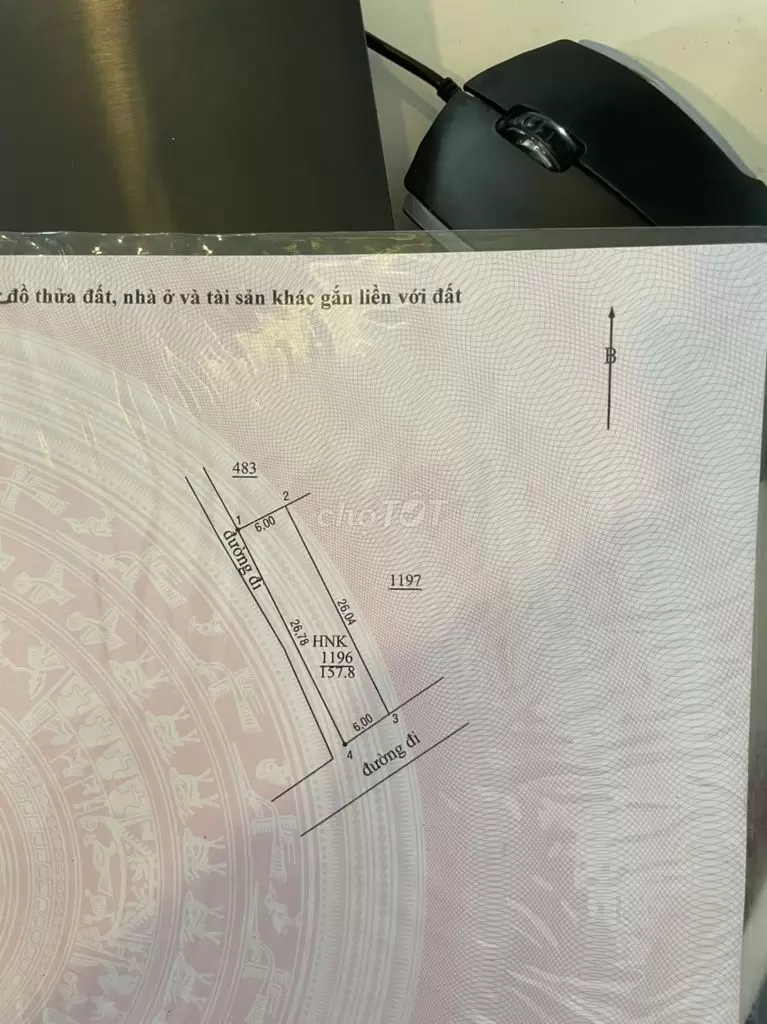 đồ thửa đất, nhà ở và tài sản khác gắn liền với đất
B
483
2
1
6,00
đường đi
choTỐT
1197
26,04
26,78
HNK
1196
157.8
6,00
3
4
đường đi